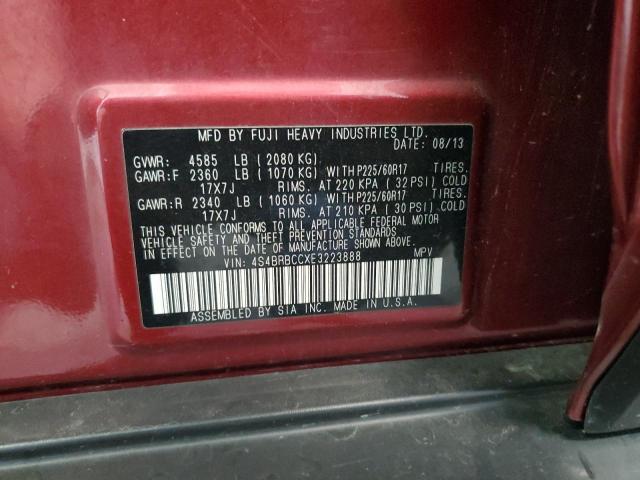 MFD BY FUJI HEAVY INDUSTRIES LTD.
DATE: 08/13
GVWR: 4585 LB ( 2080 KG)
GAWR:F 2360 LB ( 1070 KG) WITH P225/60R17 TIRES.
17X7J RIMS. AT 220 KPA ( 32 PSI) COLD
GAWR:R 2340 LB ( 1060 KG) WITH P225/60R17 TIRES.
17X7J RIMS. AT 210 KPA ( 30 PSI) COLD
THIS VEHICLE CONFORMS TO ALL APPLICABLE FEDERAL MOTOR
VEHICLE SAFETY AND THEFT PREVENTION STANDARDS
IN EFFECT ON THE DATE OF MANUFACTURE SHOWN ABOVE.
VIN: 4S4BRBCCXE3223888 MPV
ASSEMBLED BY SIA INC. MADE IN U.S.A.